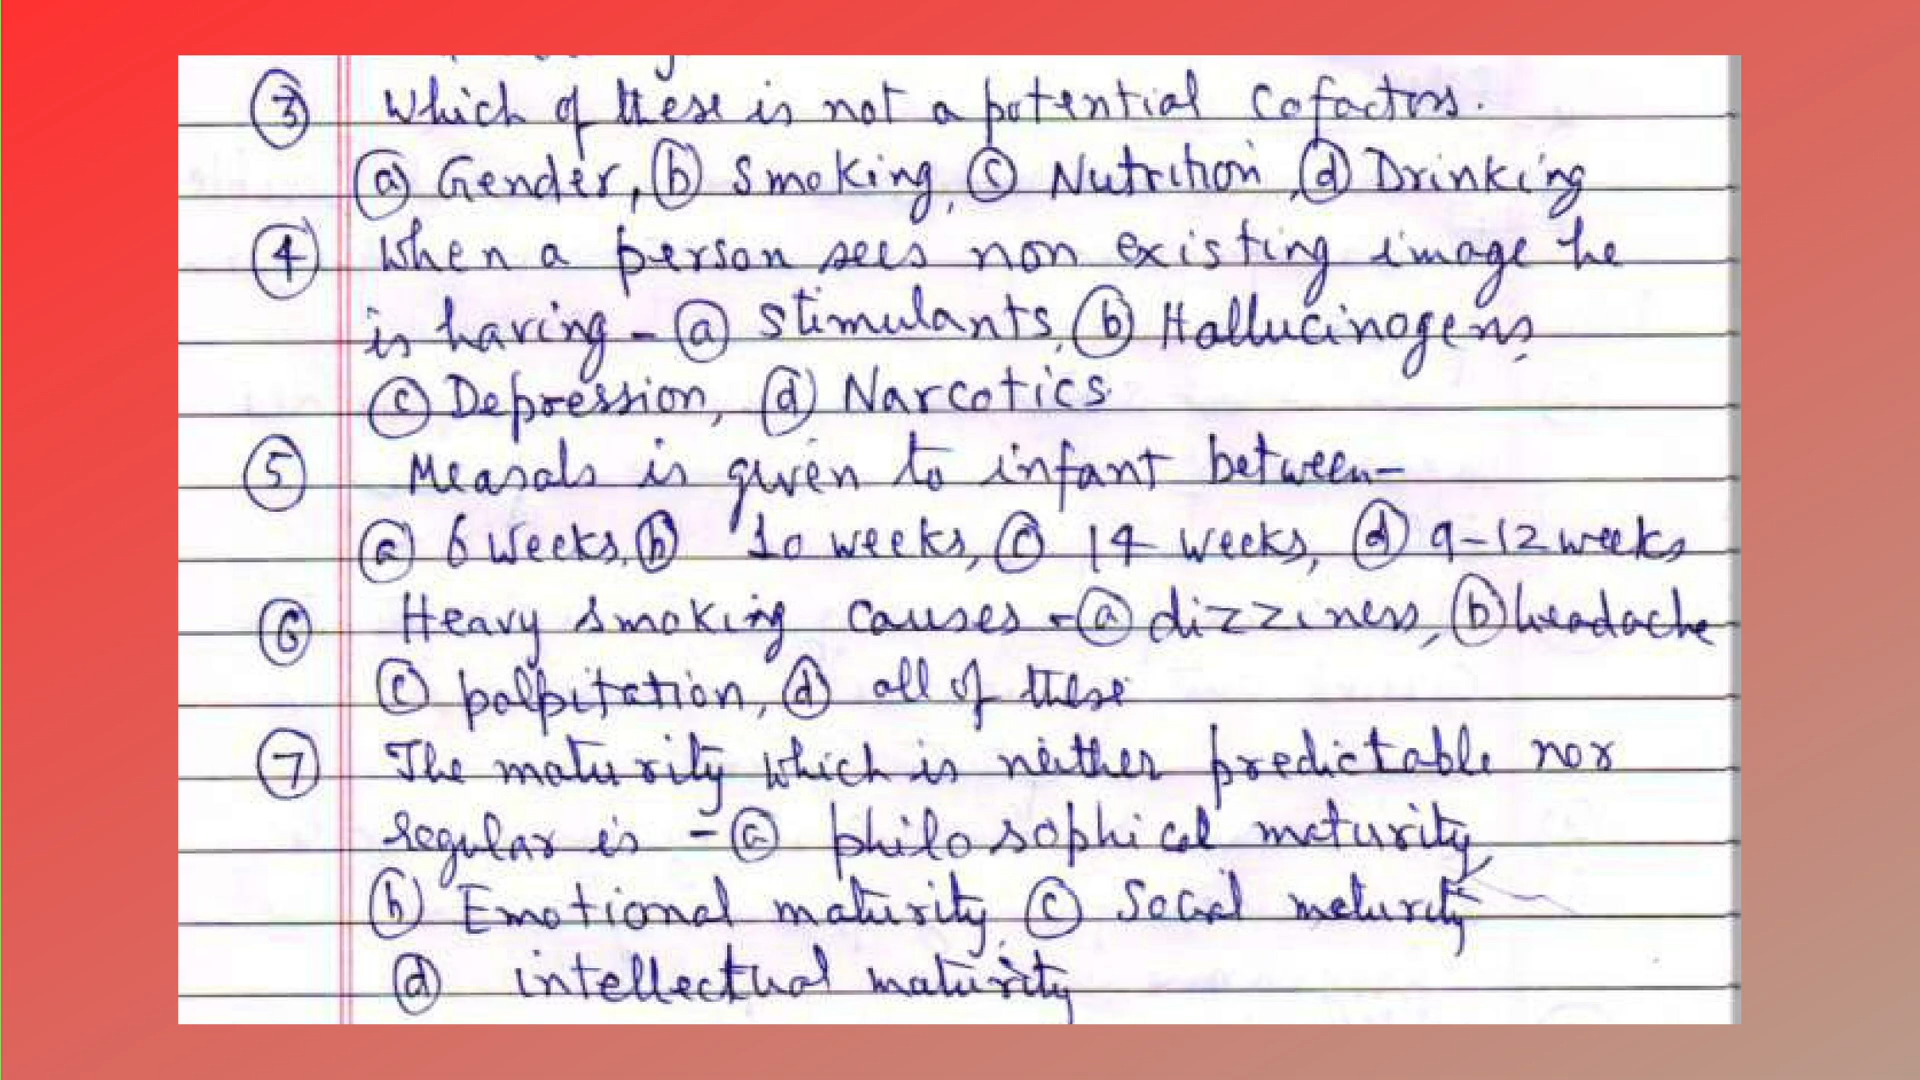 ③ Which of these is not a potential Cofactors.
ⓐ Gender, ⓑ Smoking, ⓒ Nutrition, ⓓ Drinking
④ When a person sees non existing image he
is having - ⓐ Stimulants, ⓑ Hallucinogens,
ⓒ Depression, ⓓ Narcotics
⑤ Measals is given to infant between-
ⓐ 6 weeks, ⓑ 10 weeks, ⓒ 14 weeks, ⓓ 9-12 weeks
⑥ Heavy smoking causes - ⓐ dizziness, ⓑ headache
ⓒ palpitation, ⓓ all of these
⑦ The maturity which is neither predictable nor
regular is - ⓐ philosophical maturity,
ⓑ Emotional maturity, ⓒ Social maturity
ⓓ intellectual maturity